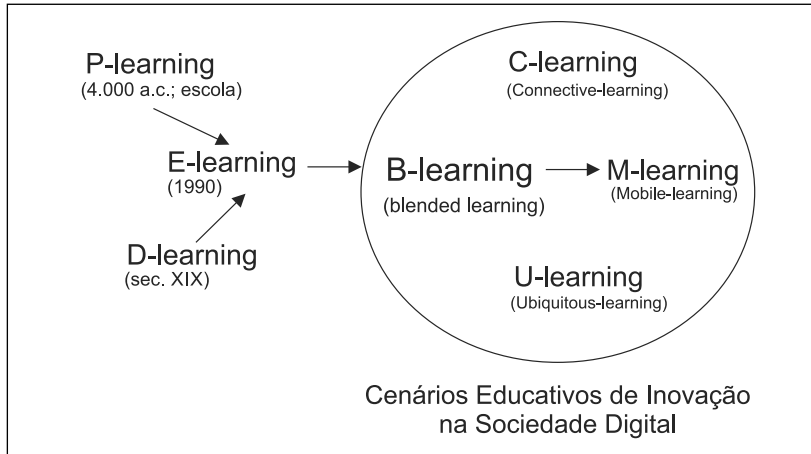 P-learning
(4.000 a.c.; escola)
E-learning
(1990)
D-learning
(sec. XIX)
C-learning
(Connective-learning)
B-learning
(blended learning)
M-learning
(Mobile-learning)
U-learning
(Ubiquitous-learning)
Cenários Educativos de Inovação
na Sociedade Digital